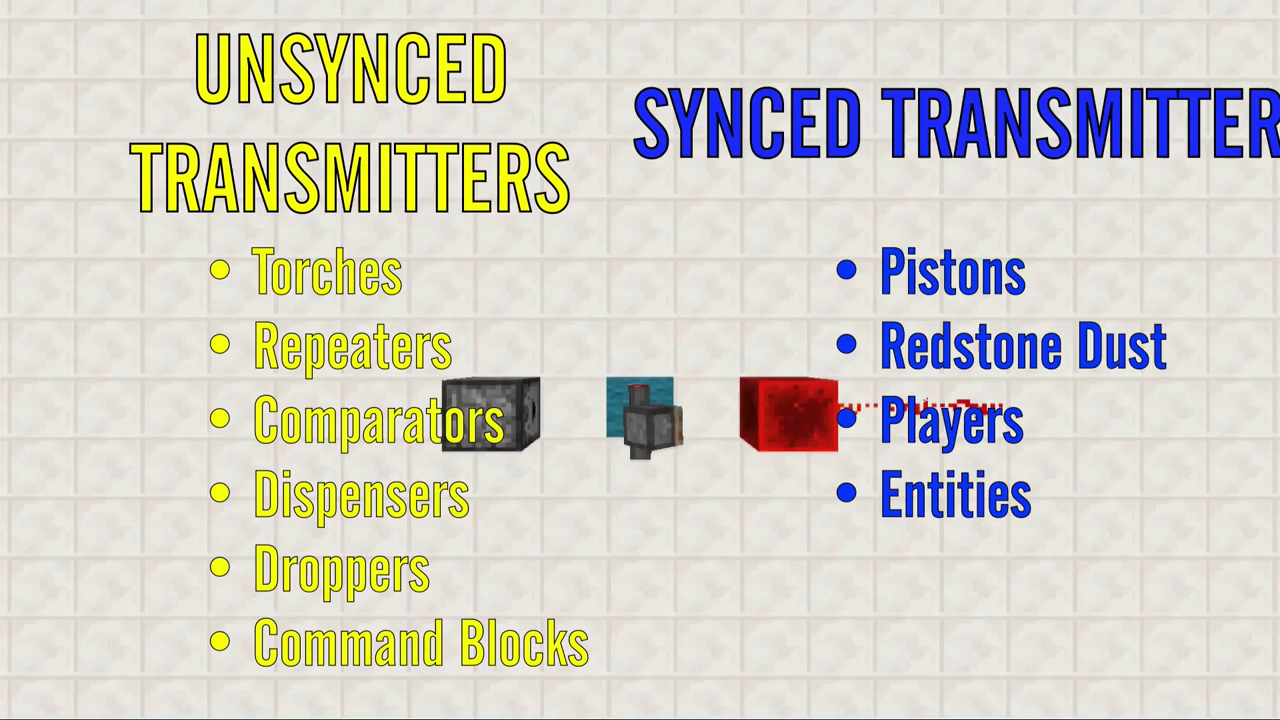 UNSYNCED
TRANSMITTERS
• Torches
• Repeaters
• Comparators
• Dispensers
• Droppers
• Command Blocks
SYNCED TRANSMITTER
• Pistons
• Redstone Dust
• Players
• Entities